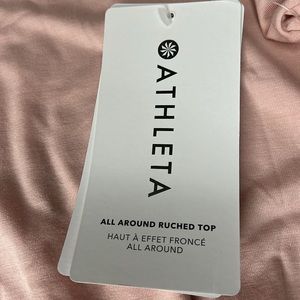 ATHLETA
ALL AROUND RUCHED TOP
HAUT À EFFET FRONCÉ
ALL AROUND